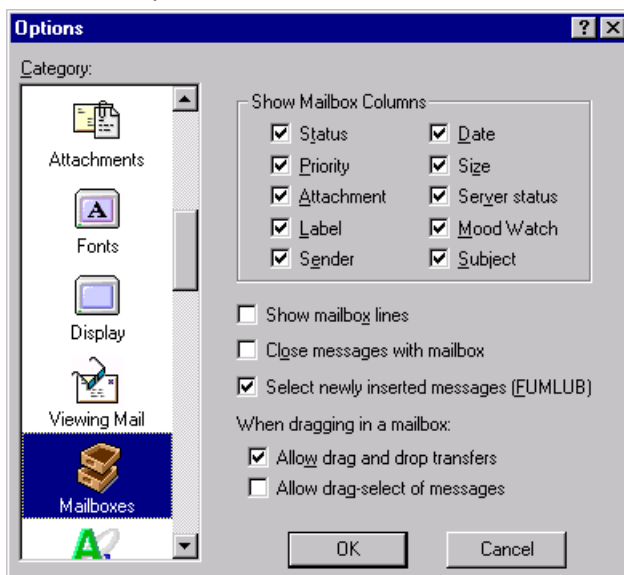 Options
Category:
Attachments
A
Fonts
Display
Viewing Mail
Mailboxes
A
Show Mailbox Columns
Status
Date
Priority
Size
Attachment
Server status
Label
Mood Watch
Sender
Subject
Show mailbox lines
Close messages with mailbox
Select newly inserted messages (FUMLUB)
When dragging in a mailbox:
Allow drag and drop transfers
Allow drag-select of messages
OK Cancel